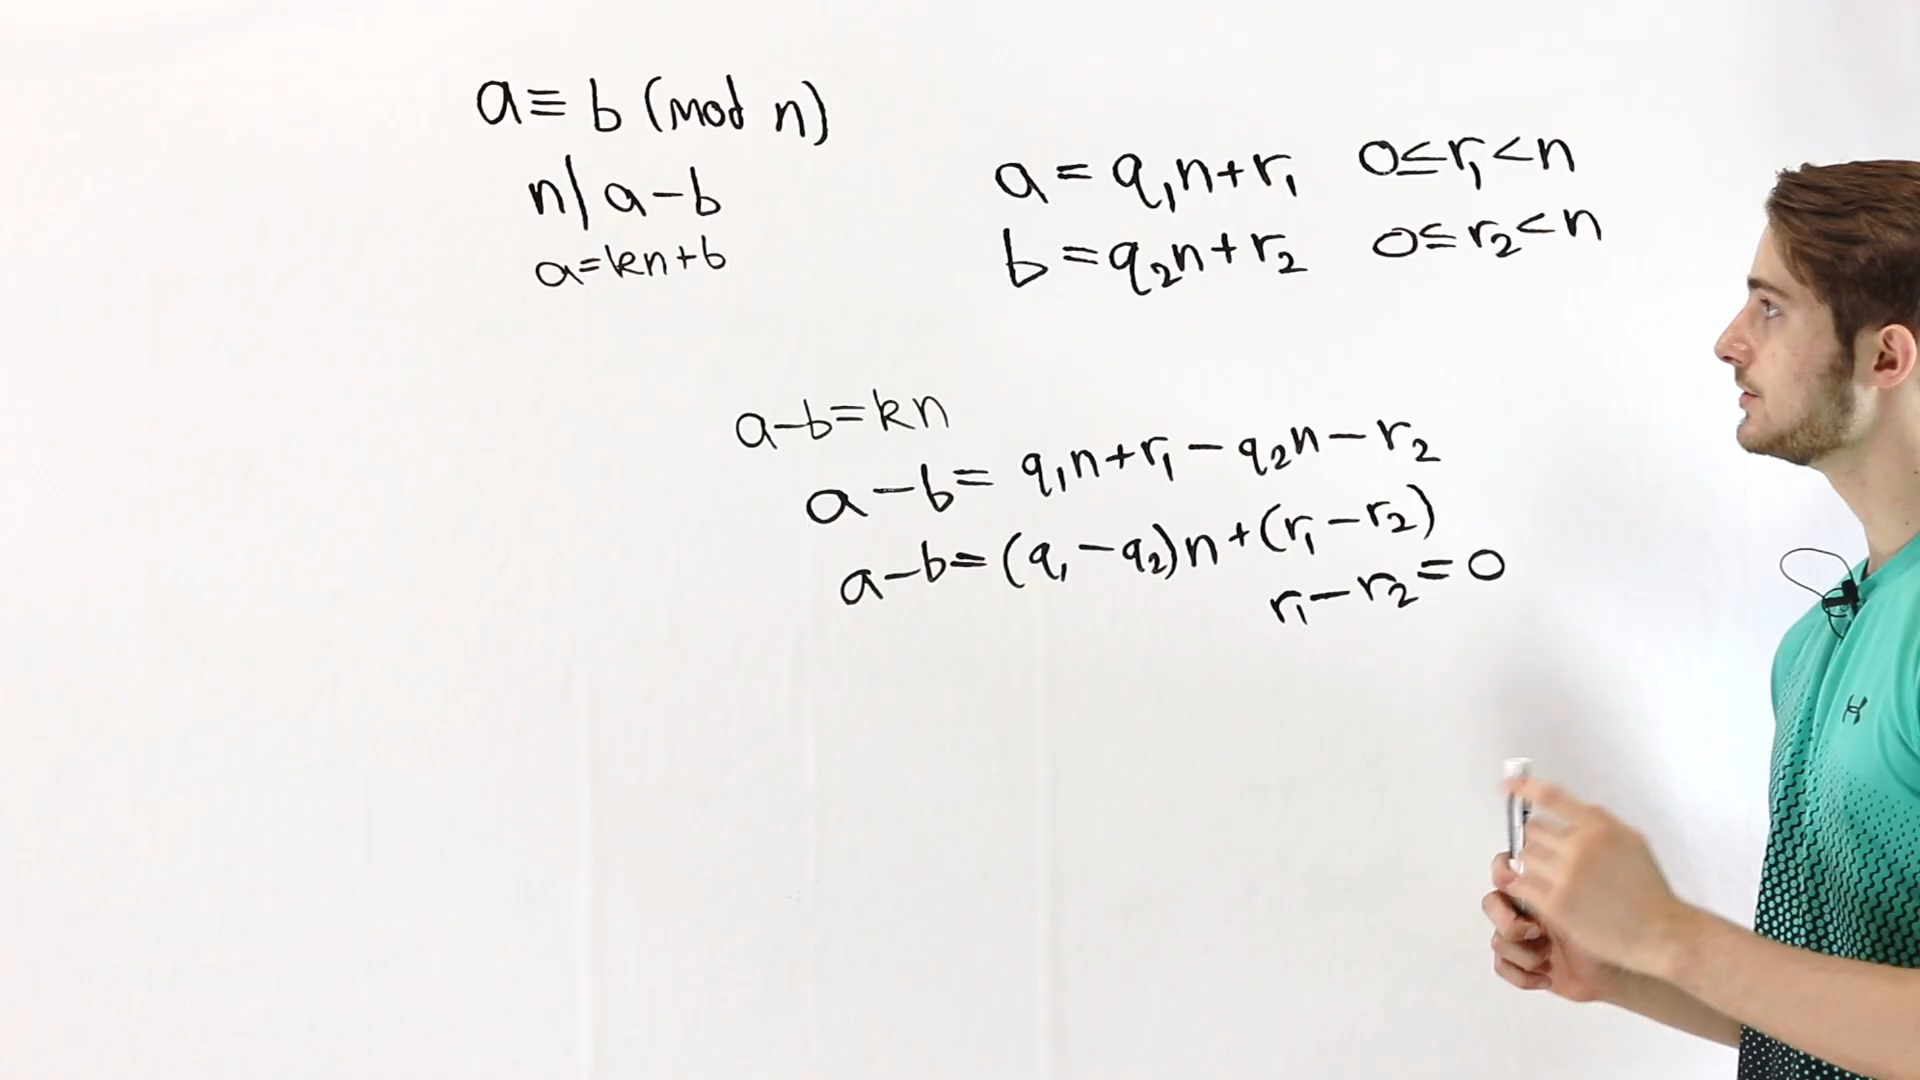 a ≡ b (mod n)
n | a - b
a = kn + b
a = q₁n + r₁ 0 ≤ r₁ < n
b = q₂n + r₂ 0 ≤ r₂ < n
a - b = kn
a - b = q₁n + r₁ - q₂n - r₂
a - b = (q₁ - q₂)n + (r₁ - r₂)
r₁ - r₂ = 0